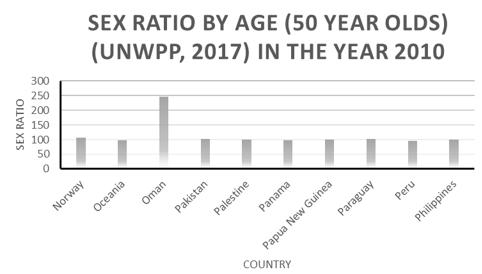 SEX RATIO BY AGE (50 YEAR OLDS)
(UNWPP, 2017) IN THE YEAR 2010
SEX RATIO
300
250
200
150
100
50
0
Norway
Oceania
Oman
Pakistan
Palestine
Panama
Papua New Guinea
Paraguay
Peru
Philippines
COUNTRY